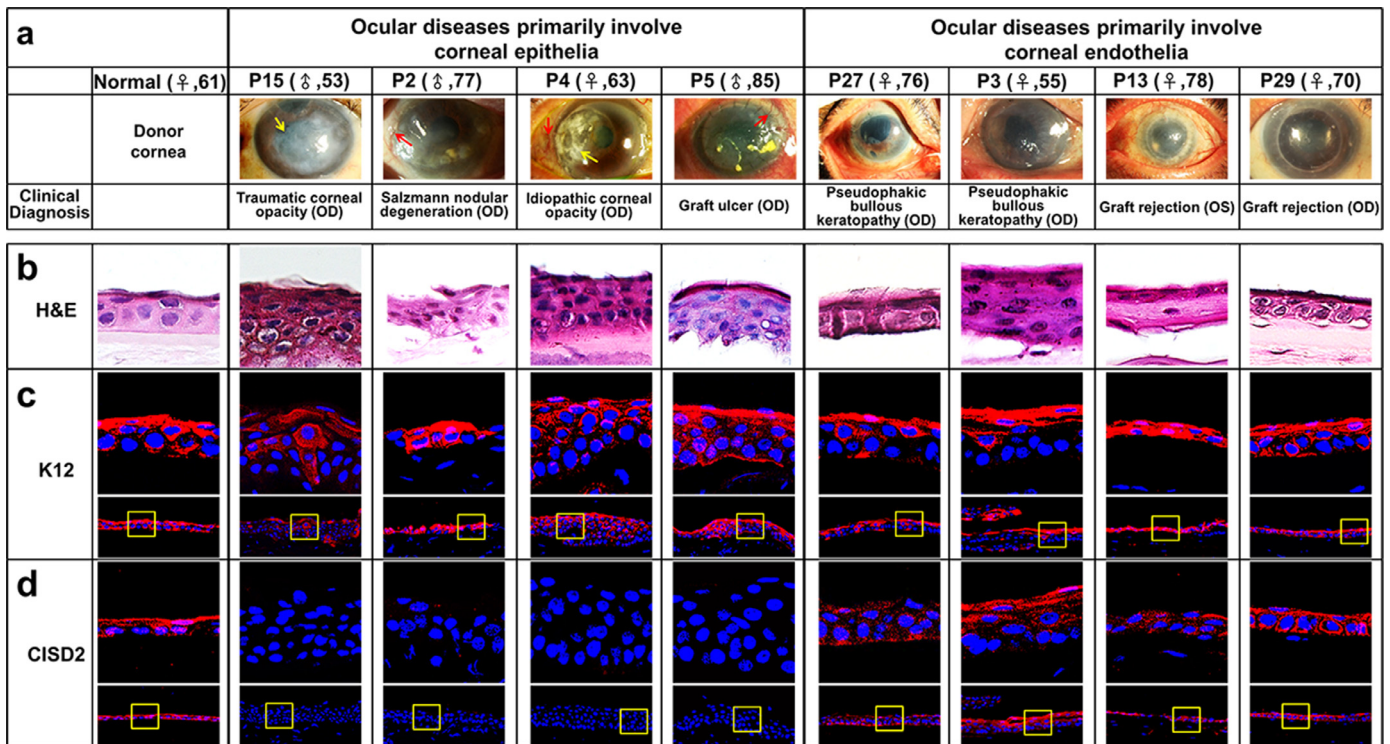 a
Ocular diseases primarily involve
corneal epithelia
Ocular diseases primarily involve
corneal endothelia
Normal (♀,61)
P15 (♂,53)
P2 (♂,77)
P4 (♀,63)
P5 (♂,85)
P27 (♀,76)
P3 (♀,55)
P13 (♀,78)
P29 (♀,70)
Donor
cornea
Clinical
Diagnosis
Traumatic corneal
opacity (OD)
Salzmann nodular
degeneration (OD)
Idiopathic corneal
opacity (OD)
Graft ulcer (OD)
Pseudophakic
bullous
keratopathy (OD)
Pseudophakic
bullous
keratopathy (OD)
Graft rejection (OS)
Graft rejection (OD)
b
H&E
c
K12
d
CISD2